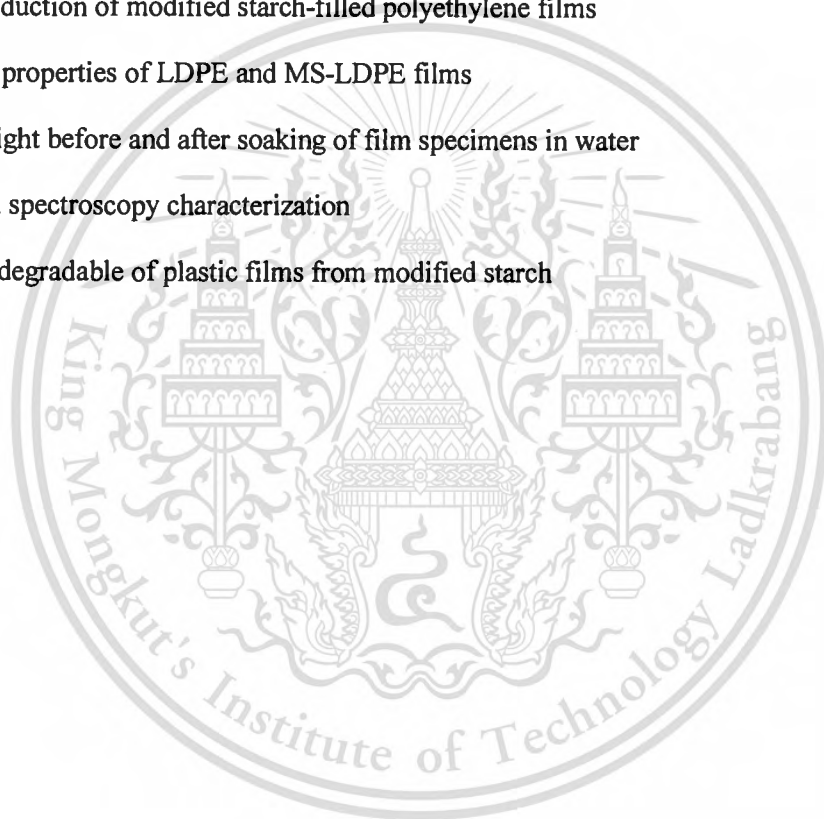 duction of modified starch-filled polyethylene films
properties of LDPE and MS-LDPE films
ight before and after soaking of film specimens in water
spectroscopy characterization
degradable of plastic films from modified starch
King Mongkut's Institute of Technology Ladkrabang